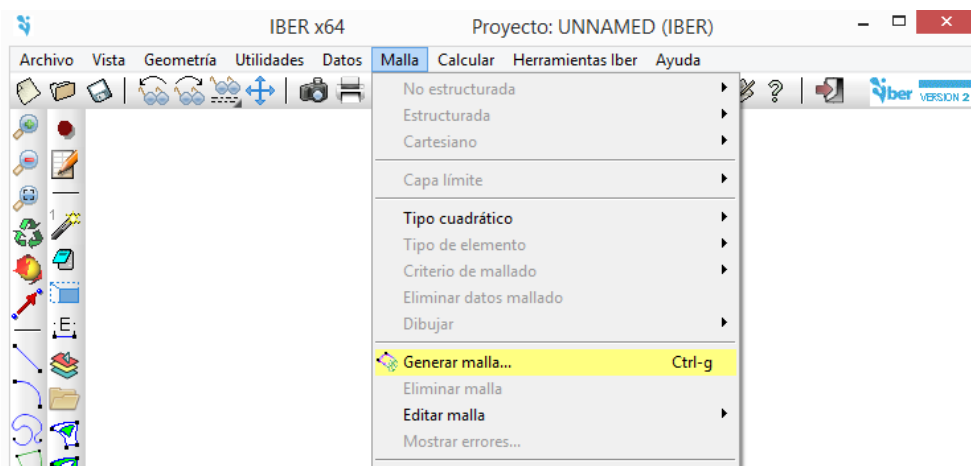 IBER x64 Proyecto: UNNAMED (IBER)
Archivo Vista Geometría Utilidades Datos Malla Calcular Herramientas Iber Ayuda
iber VERSION 2
No estructurada
Estructurada
Cartesiano
Capa límite
Tipo cuadrático
Tipo de elemento
Criterio de mallado
Eliminar datos mallado
Dibujar
Generar malla... Ctrl-g
Eliminar malla
Editar malla
Mostrar errores...
1
E